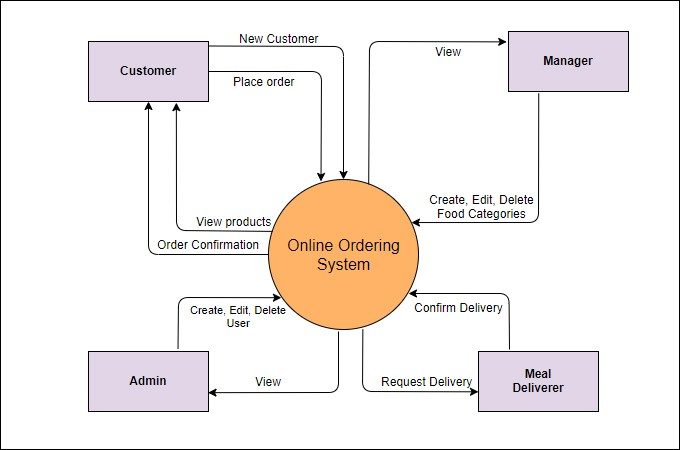 New Customer
Customer
Place order
View
Manager
Create, Edit, Delete
Food Categories
View products
Order Confirmation
Online Ordering
System
Create, Edit, Delete
User
Confirm Delivery
Admin
View
Request Delivery
Meal
Deliverer